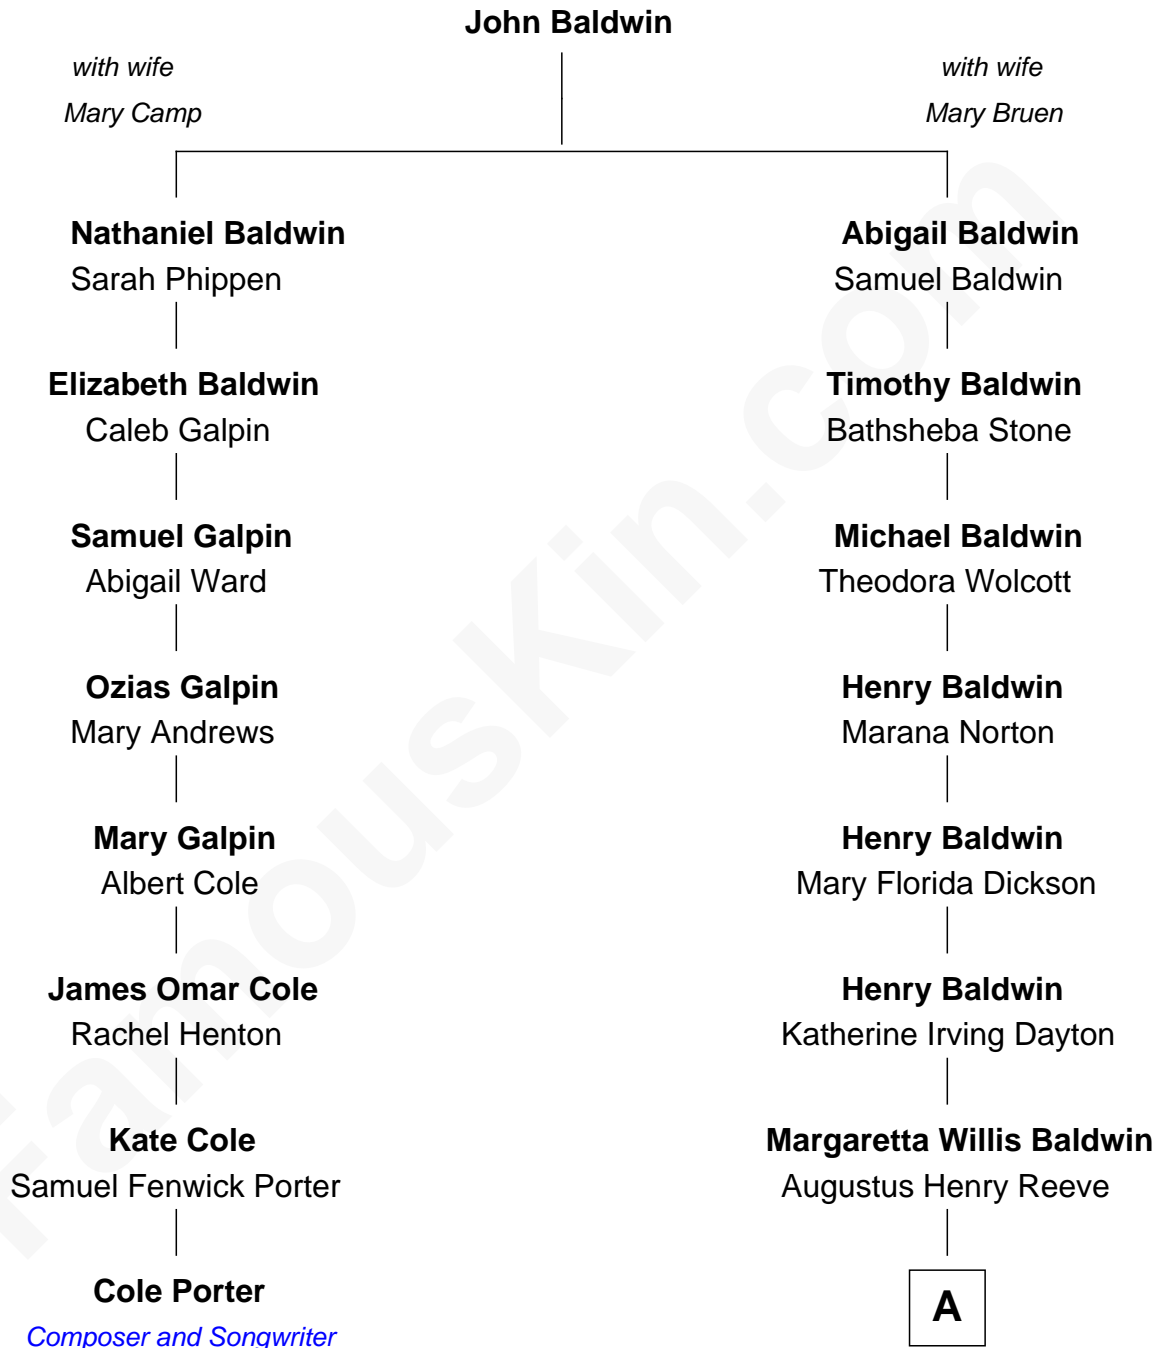 John Baldwin
with wife
Mary Camp
with wife
Mary Bruen
Nathaniel Baldwin
Sarah Phippen
Elizabeth Baldwin
Caleb Galpin
Samuel Galpin
Abigail Ward
Ozias Galpin
Mary Andrews
Mary Galpin
Albert Cole
James Omar Cole
Rachel Henton
Kate Cole
Samuel Fenwick Porter
Cole Porter
Composer and Songwriter
Abigail Baldwin
Samuel Baldwin
Timothy Baldwin
Bathsheba Stone
Michael Baldwin
Theodora Wolcott
Henry Baldwin
Marana Norton
Henry Baldwin
Mary Florida Dickson
Henry Baldwin
Katherine Irving Dayton
Margaretta Willis Baldwin
Augustus Henry Reeve
A
FamousKin.com